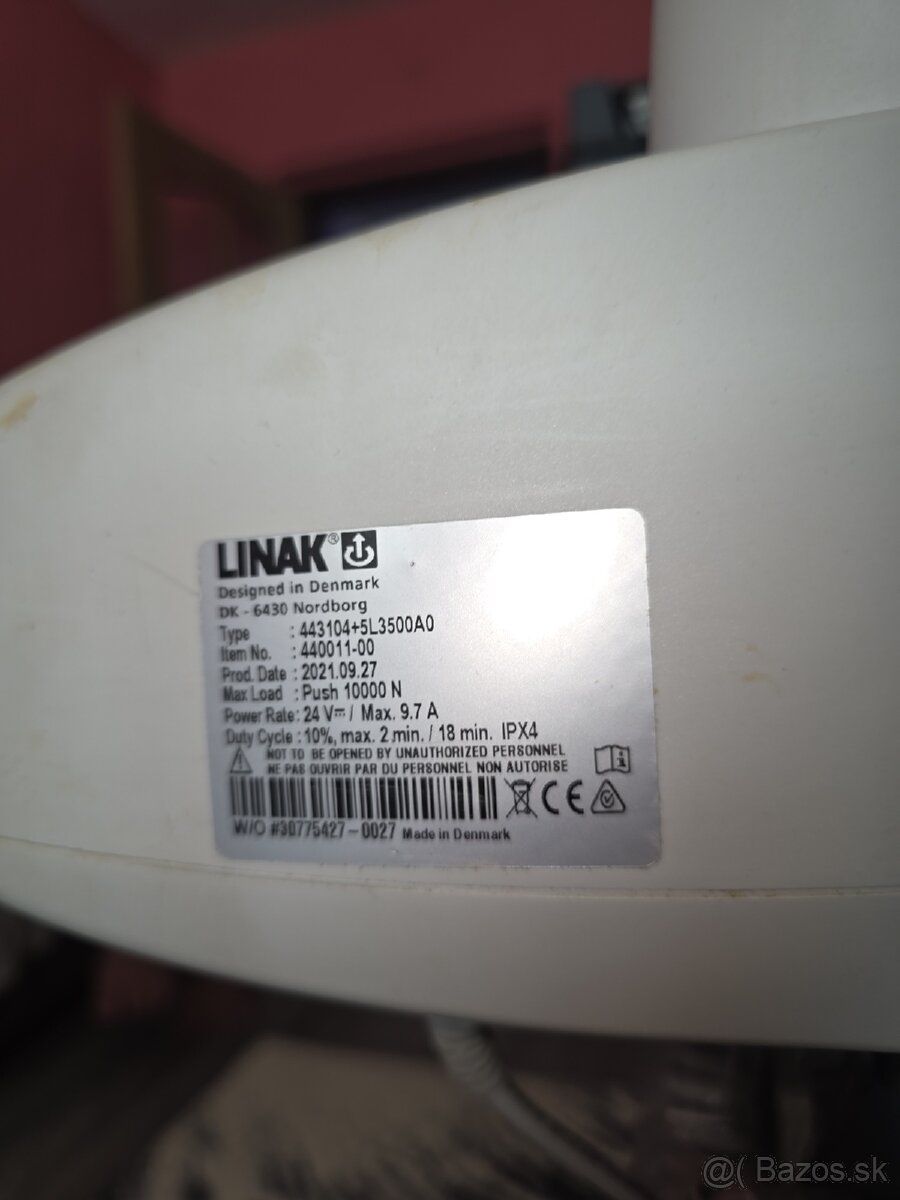 LINAK®
Designed in Denmark
DK - 6430 Nordborg
Type : 443104+5L3500A0
Item No. : 440011-00
Prod. Date : 2021.09.27
Max Load : Push 10000 N
Power Rate: 24 V⎓ / Max. 9.7 A
Duty Cycle : 10%, max. 2 min. / 18 min. IPX4
NOT TO BE OPENED BY UNAUTHORIZED PERSONNEL
NE PAS OUVRIR PAR DU PERSONNEL NON AUTORISE
CE
W/O #30775427-0027 Made in Denmark
@( Bazos.sk